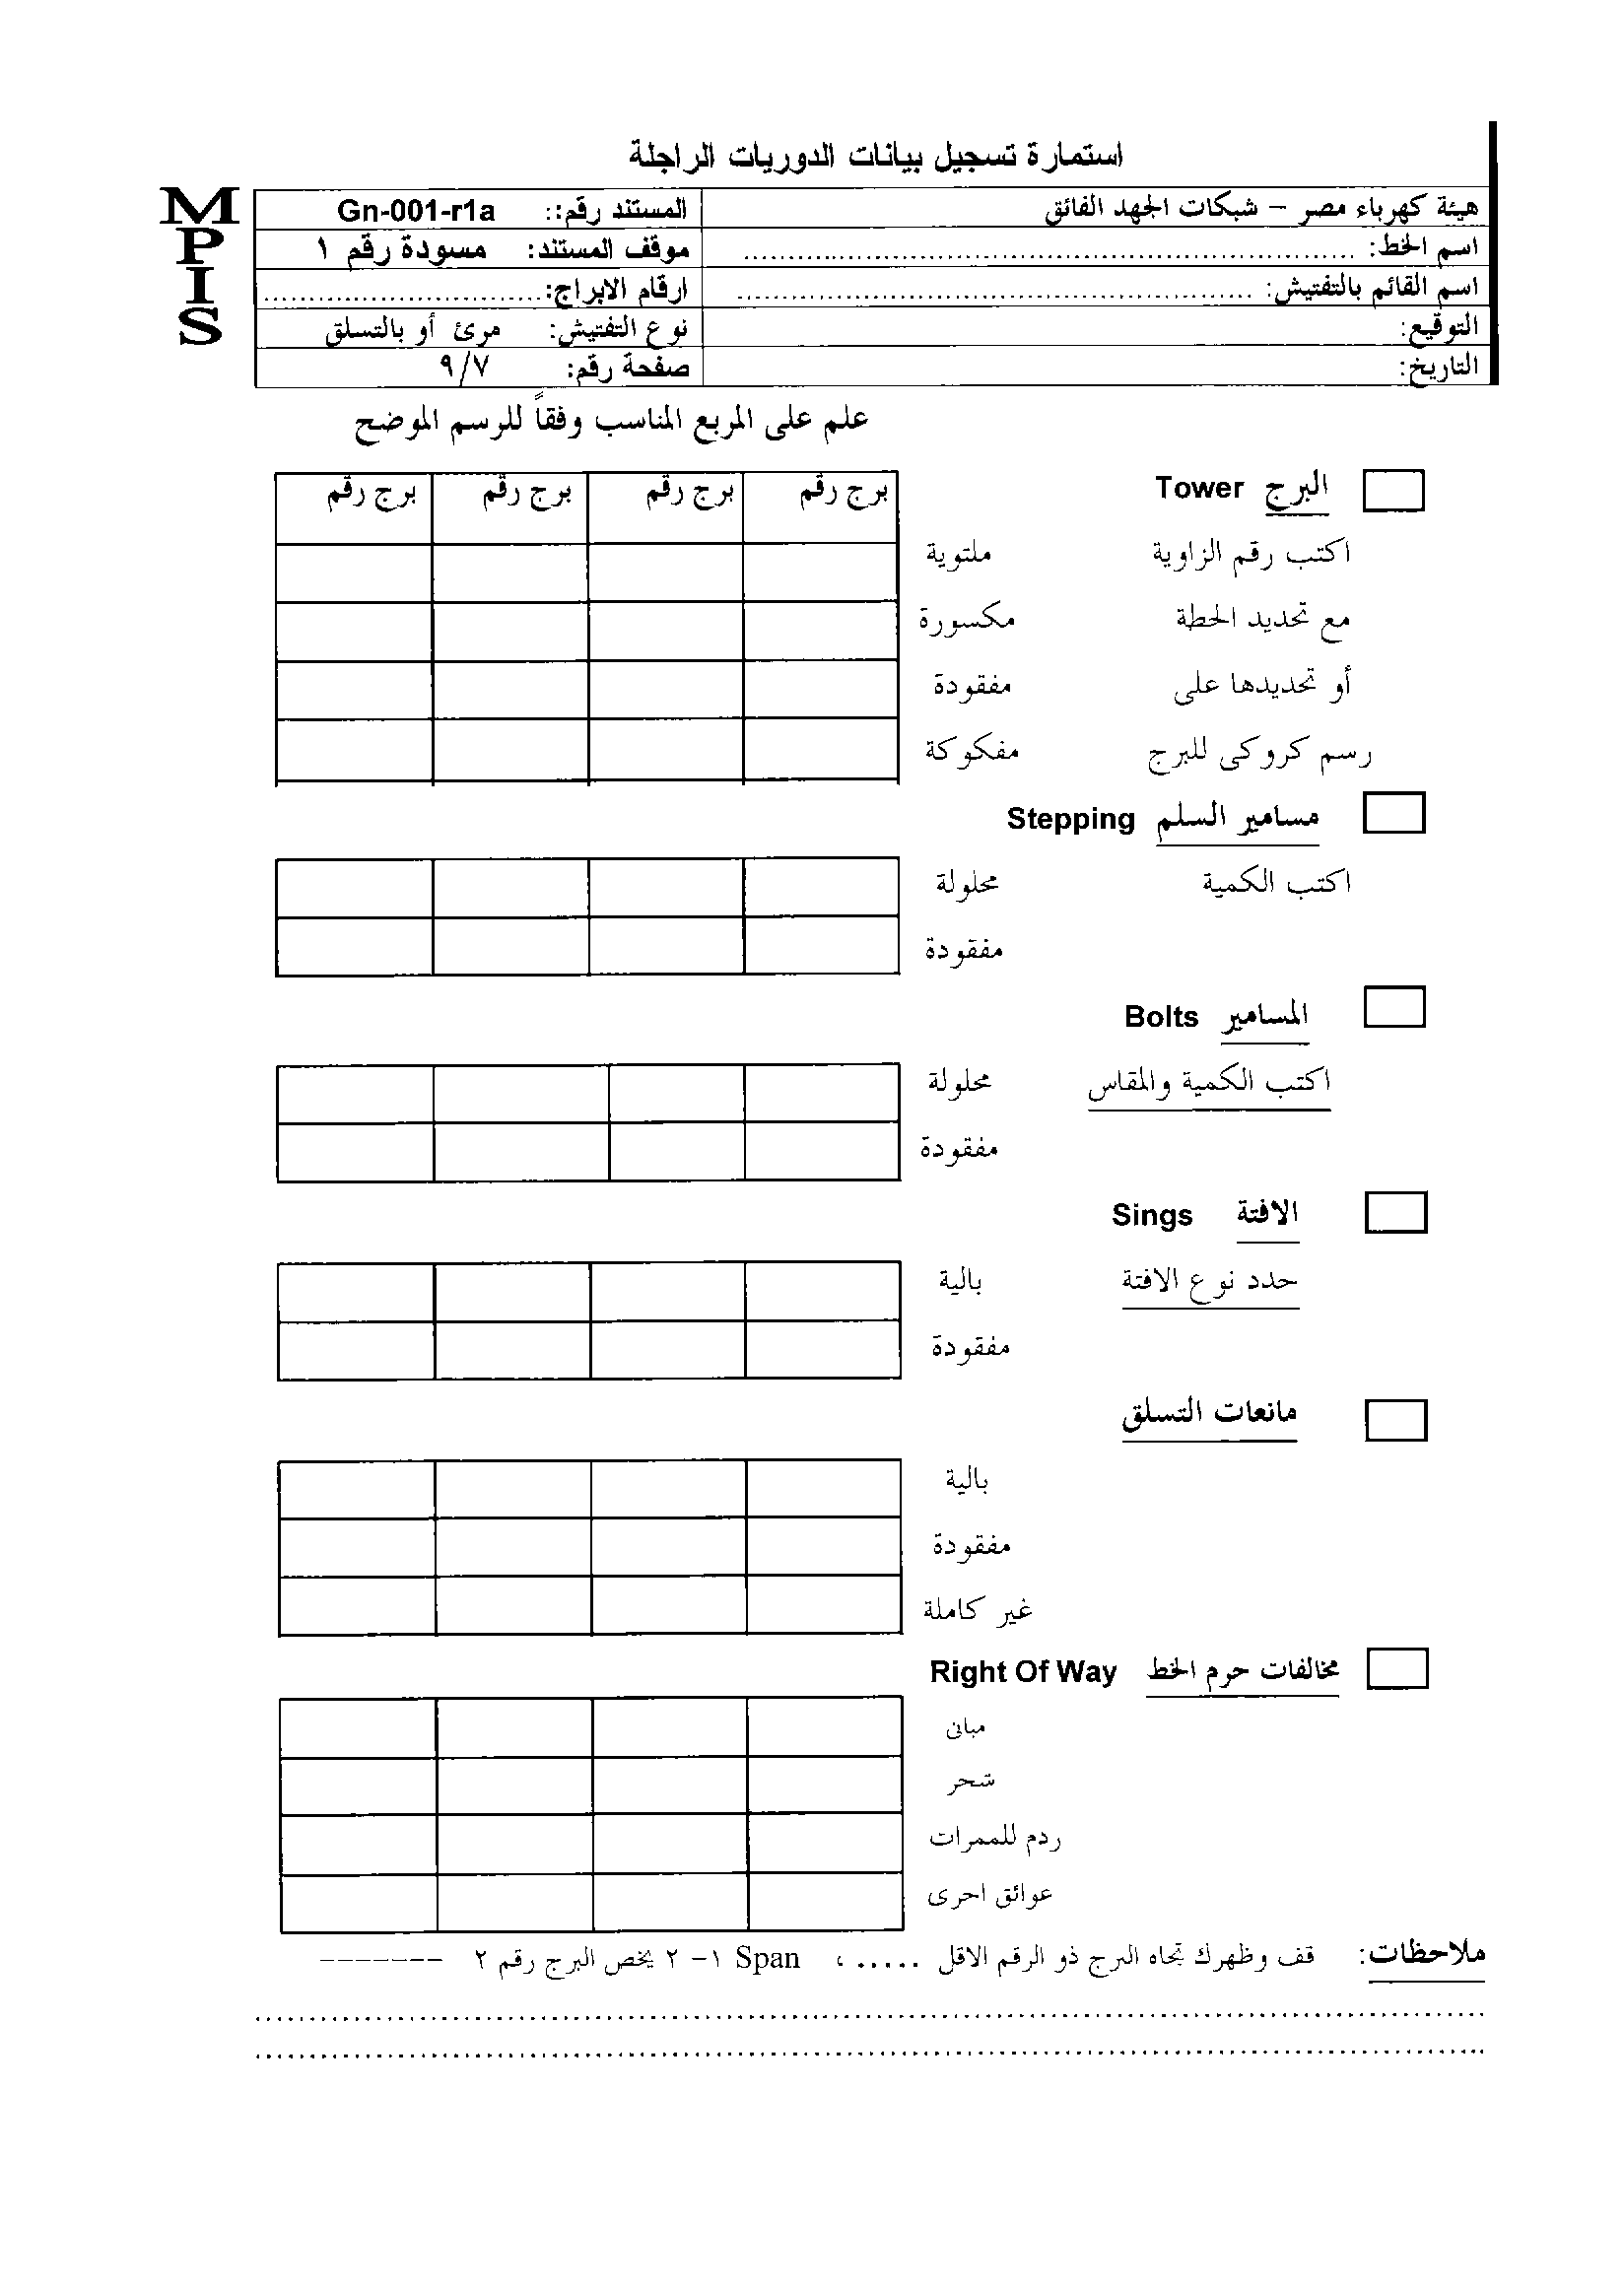 استمارة تسجيل بيانات الدوريات الراجلة
M
P
I
S
هيئة كهرباء مصر – شبكات الجهد الفائق
المستند رقم:: Gn-001-r1a
اسم الخط: ........................................
موقف المستند: مسودة رقم ١
اسم القائم بالتفتيش: ........................................
ارقام الابراج:..............................
التوقيع:
نوع التفتيش: مرئ أو بالتسلق
التاريخ:
صفحة رقم: ٩/٧
علم على المربع المناسب وفقاً للرسم الموضح
البرج Tower
برج رقم برج رقم برج رقم برج رقم
اكتب رقم الزاوية ملتوية
مع تحديد الحطة مكسورة
أو تحديدها على مفقودة
رسم كروكى للبرج مفكوكة
مسامير السلم Stepping
اكتب الكمية محلولة
مفقودة
المسامير Bolts
اكتب الكمية والمقاس محلولة
مفقودة
الافتة Sings
حدد نوع الافتة بالية
مفقودة
مانعات التسلق
بالية
مفقودة
غير كاملة
مخالفات حرم الخط Right Of Way
مبانى
شحر
ردم للممرات
عوائق احرى
ملاحظات: قف وظهرك تجاه البرج ذو الرقم الاقل ..... ، Span ١- ٢ يخص البرج رقم ٢ -------